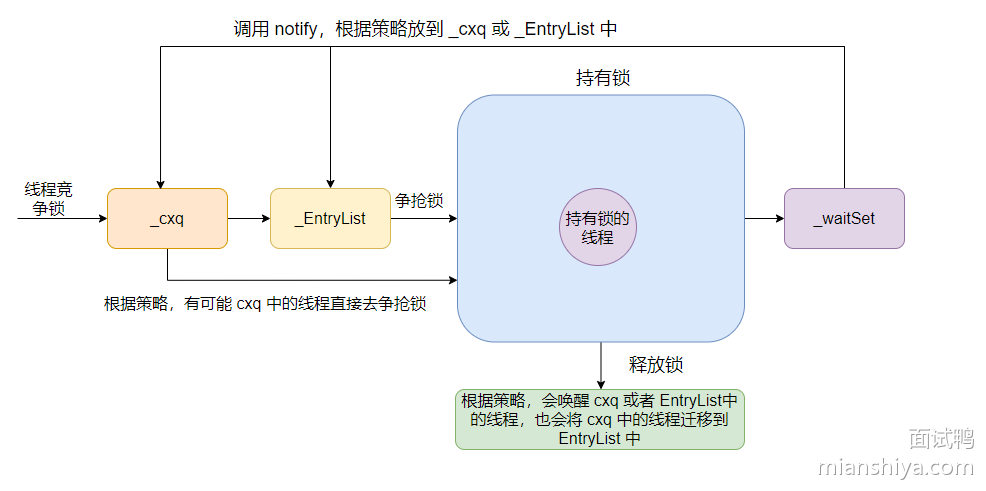 调用 notify，根据策略放到 _cxq 或 _EntryList 中
持有锁
线程竞
争锁
_cxq
_EntryList
争抢锁
持有锁的
线程
_waitSet
根据策略，有可能 cxq 中的线程直接去争抢锁
释放锁
根据策略，会唤醒 cxq 或者 EntryList中
的线程，也会将 cxq 中的线程迁移到
EntryList 中
面试鸭
mianshiya.com